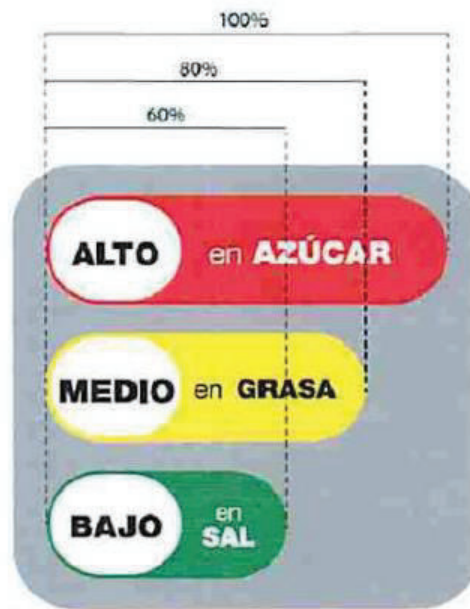 100%
80%
60%
ALTO en AZÚCAR
MEDIO en GRASA
BAJO en
SAL